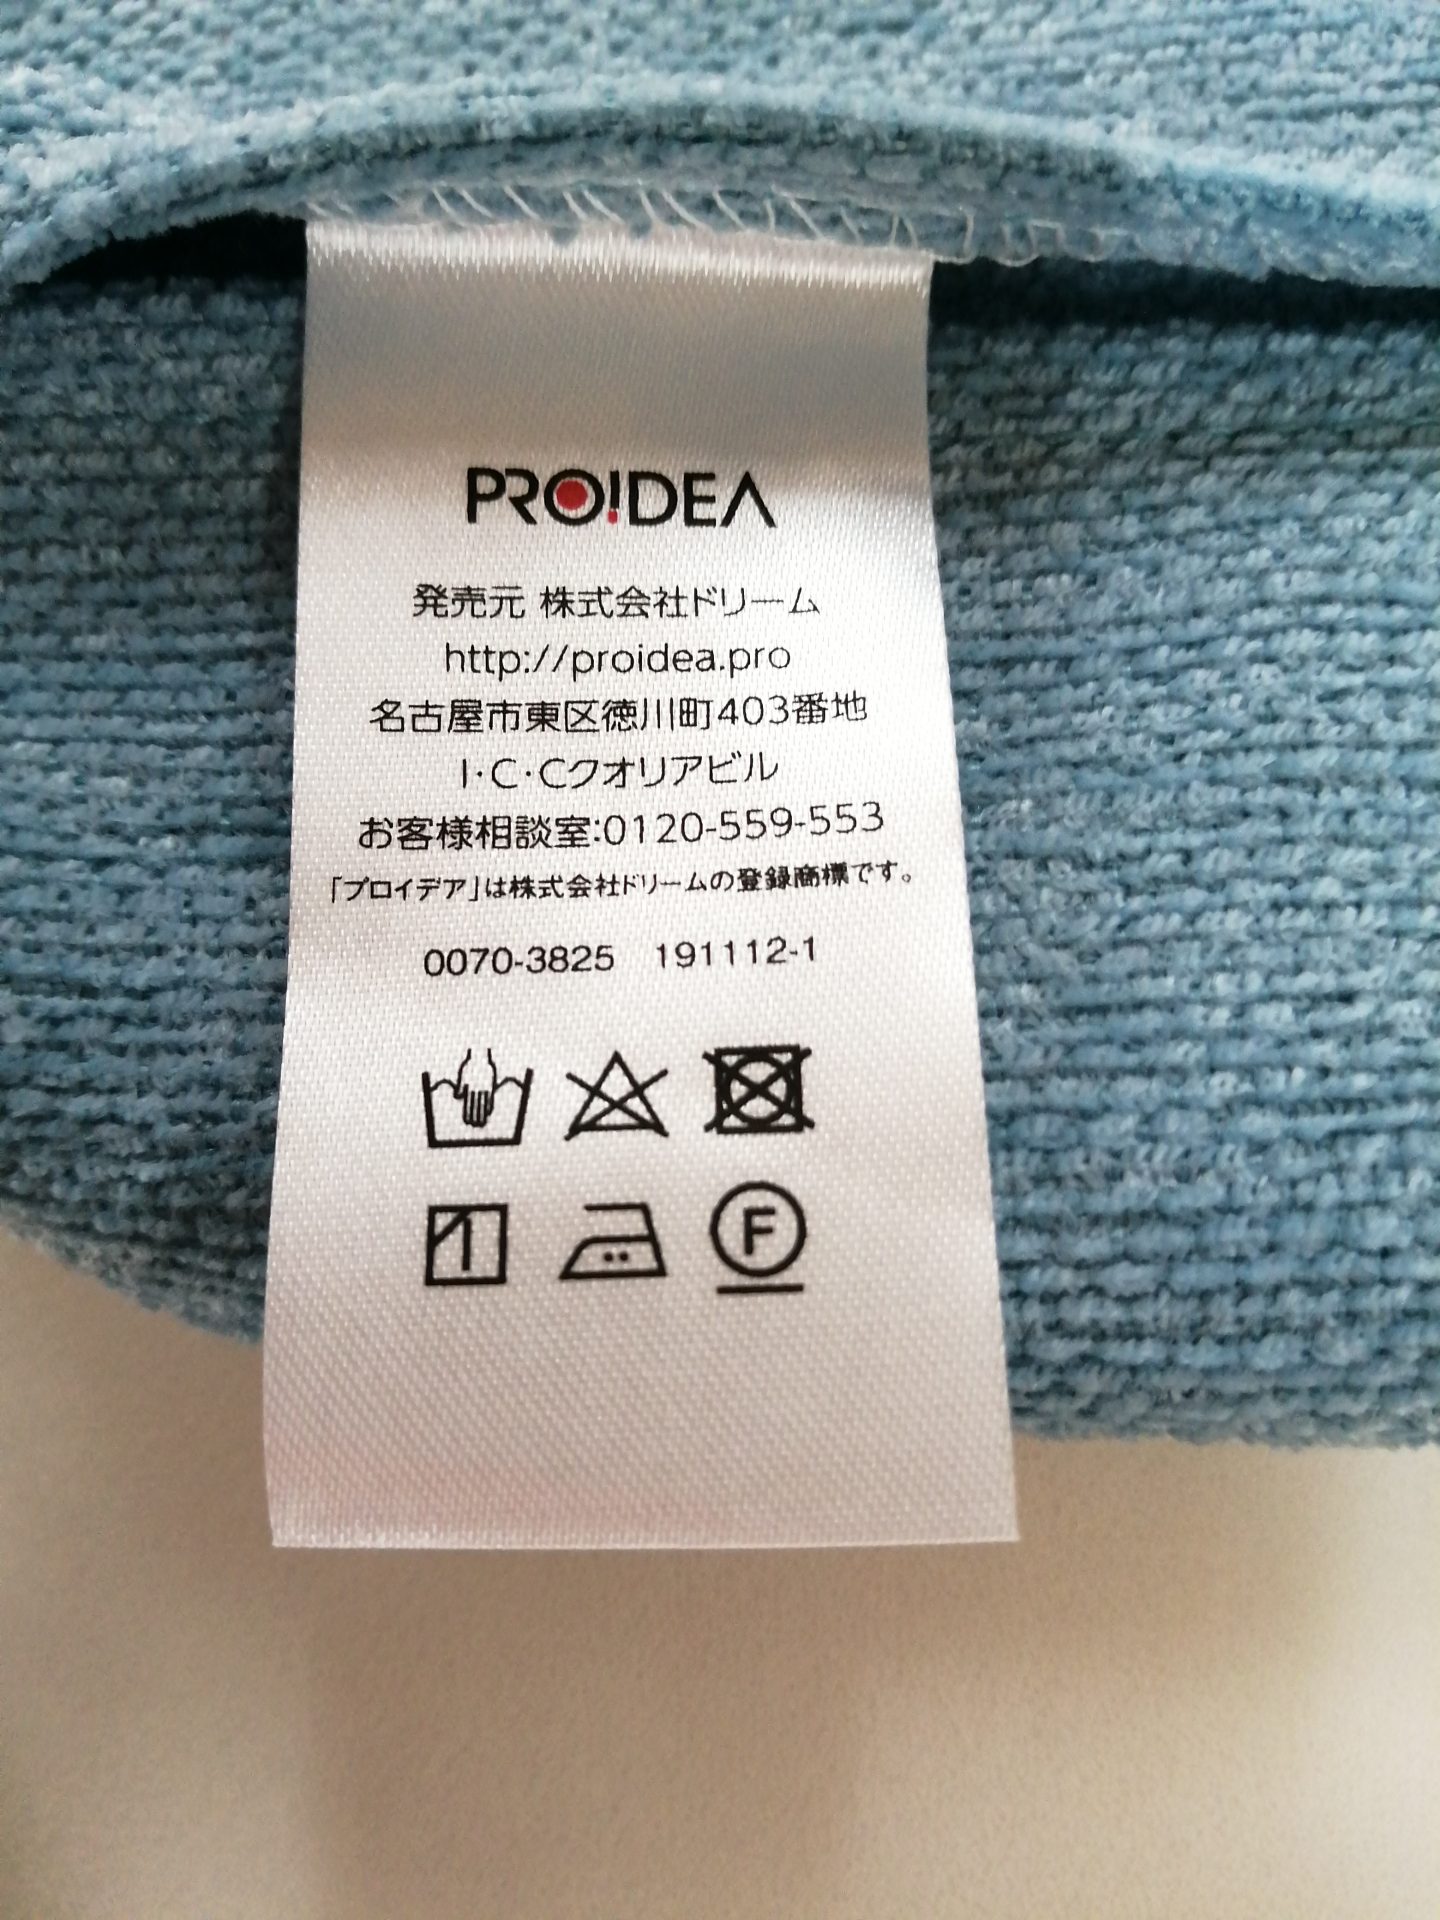 PRO!DEA
発売元 株式会社ドリーム
http://proidea.pro
名古屋市東区徳川町403番地
I・C・Cクオリアビル
お客様相談室:0120-559-553
「プロイデア」は株式会社ドリームの登録商標です。
0070-3825 191112-1
F